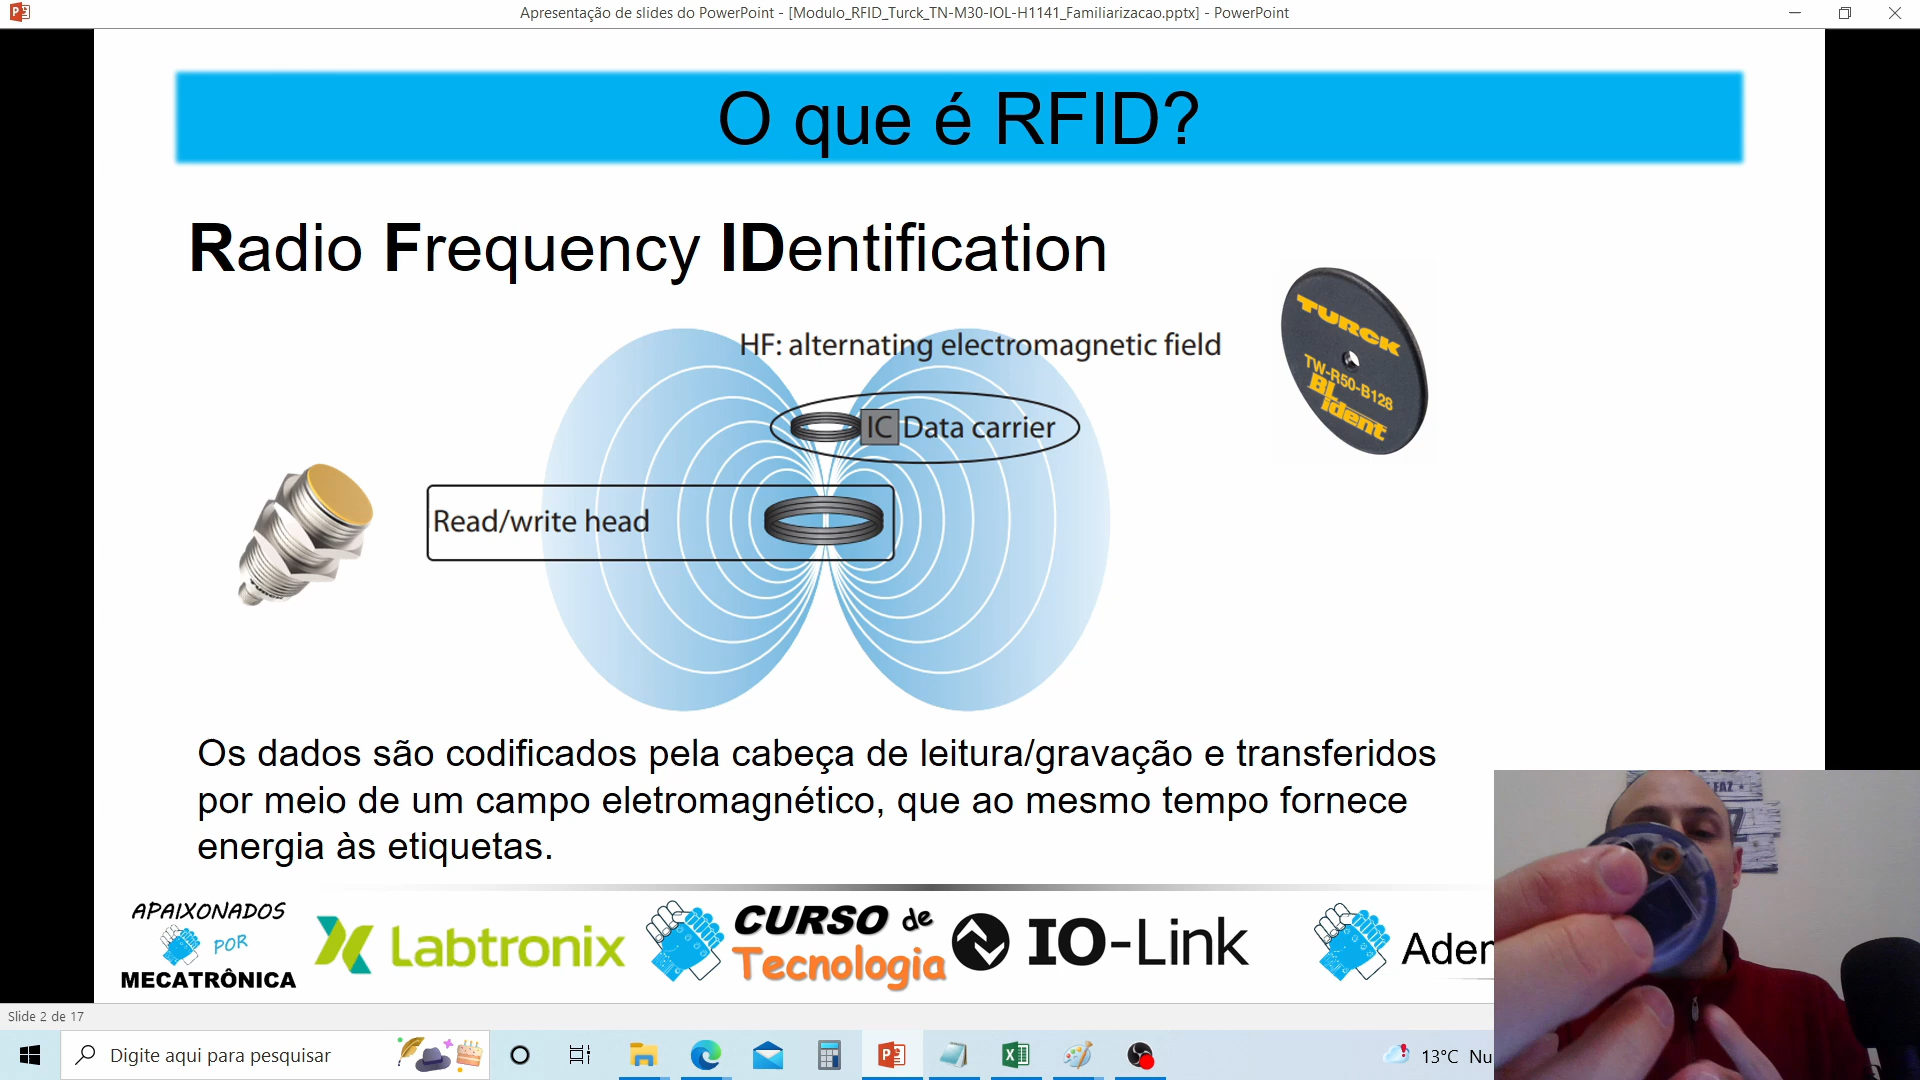 Apresentação de slides do PowerPoint - [Modulo_RFID_Turck_TN-M30-IOL-H1141_Familiarizacao.pptx] - PowerPoint
O que é RFID?
Radio Frequency IDentification
HF: alternating electromagnetic field
IC Data carrier
Read/write head
TURCK
TW-R50-B128
BL ident
Os dados são codificados pela cabeça de leitura/gravação e transferidos
por meio de um campo eletromagnético, que ao mesmo tempo fornece
energia às etiquetas.
APAIXONADOS
POR
MECATRÔNICA
Labtronix
CURSO de
Tecnologia
IO-Link
Ader
FAZ
Slide 2 de 17
Digite aqui para pesquisar
13°C Nu